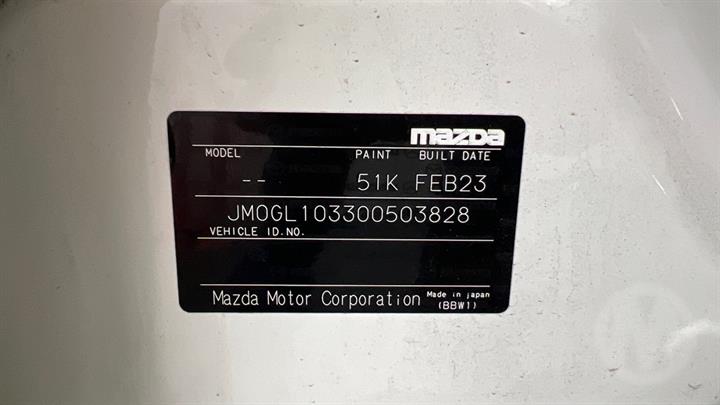 mazda
MODEL PAINT BUILT DATE
-- 51K FEB23
JM0GL103300503828
VEHICLE ID.NO.
Mazda Motor Corporation Made in japan
(BBW1)